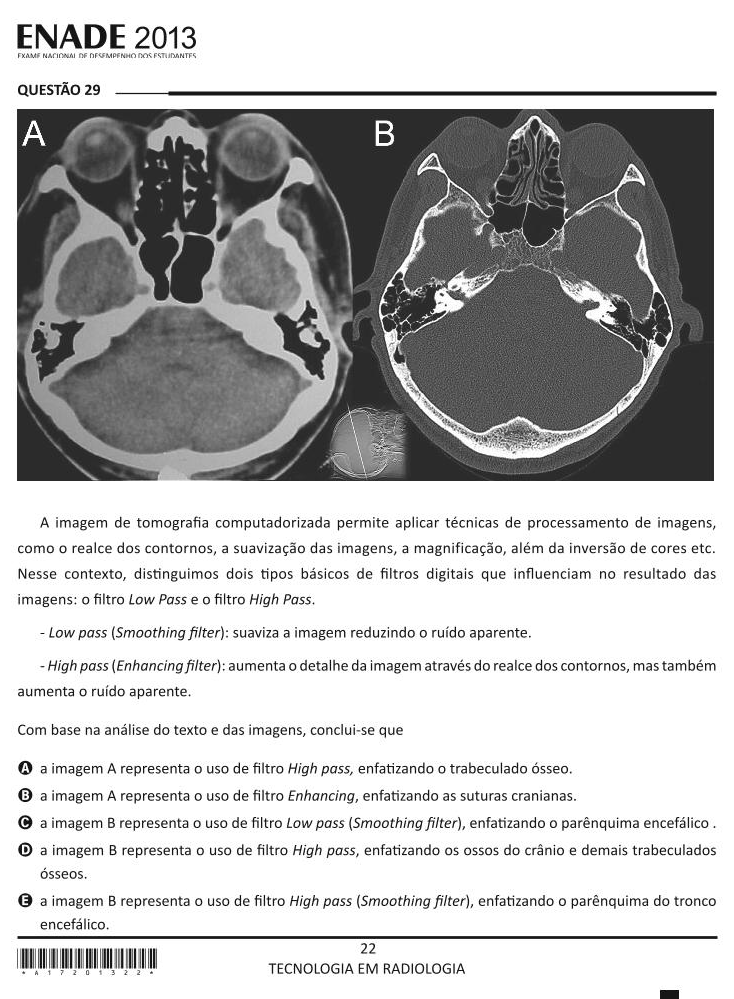 ENADE 2013
EXAME NACIONAL DE DESEMPENHO DOS ESTUDANTES
QUESTÃO 29
A
B
A imagem de tomografia computadorizada permite aplicar técnicas de processamento de imagens,
como o realce dos contornos, a suavização das imagens, a magnificação, além da inversão de cores etc.
Nesse contexto, distinguimos dois tipos básicos de filtros digitais que influenciam no resultado das
imagens: o filtro Low Pass e o filtro High Pass.
- Low pass (Smoothing filter): suaviza a imagem reduzindo o ruído aparente.
- High pass (Enhancing filter): aumenta o detalhe da imagem através do realce dos contornos, mas também
aumenta o ruído aparente.
Com base na análise do texto e das imagens, conclui-se que
A a imagem A representa o uso de filtro High pass, enfatizando o trabeculado ósseo.
B a imagem A representa o uso de filtro Enhancing, enfatizando as suturas cranianas.
C a imagem B representa o uso de filtro Low pass (Smoothing filter), enfatizando o parênquima encefálico .
D a imagem B representa o uso de filtro High pass, enfatizando os ossos do crânio e demais trabeculados
ósseos.
E a imagem B representa o uso de filtro High pass (Smoothing filter), enfatizando o parênquima do tronco
encefálico.
22
* A 1 7 2 0 1 3 2 2 *
TECNOLOGIA EM RADIOLOGIA